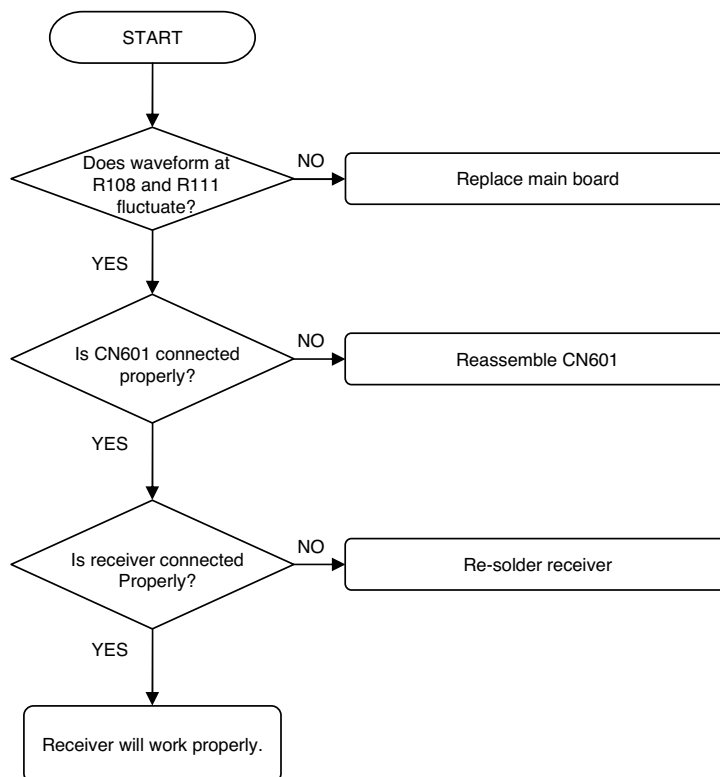 START
Does waveform at
R108 and R111
fluctuate?
NO
Replace main board
YES
Is CN601 connected
properly?
NO
Reassemble CN601
YES
Is receiver connected
Properly?
NO
Re-solder receiver
YES
Receiver will work properly.